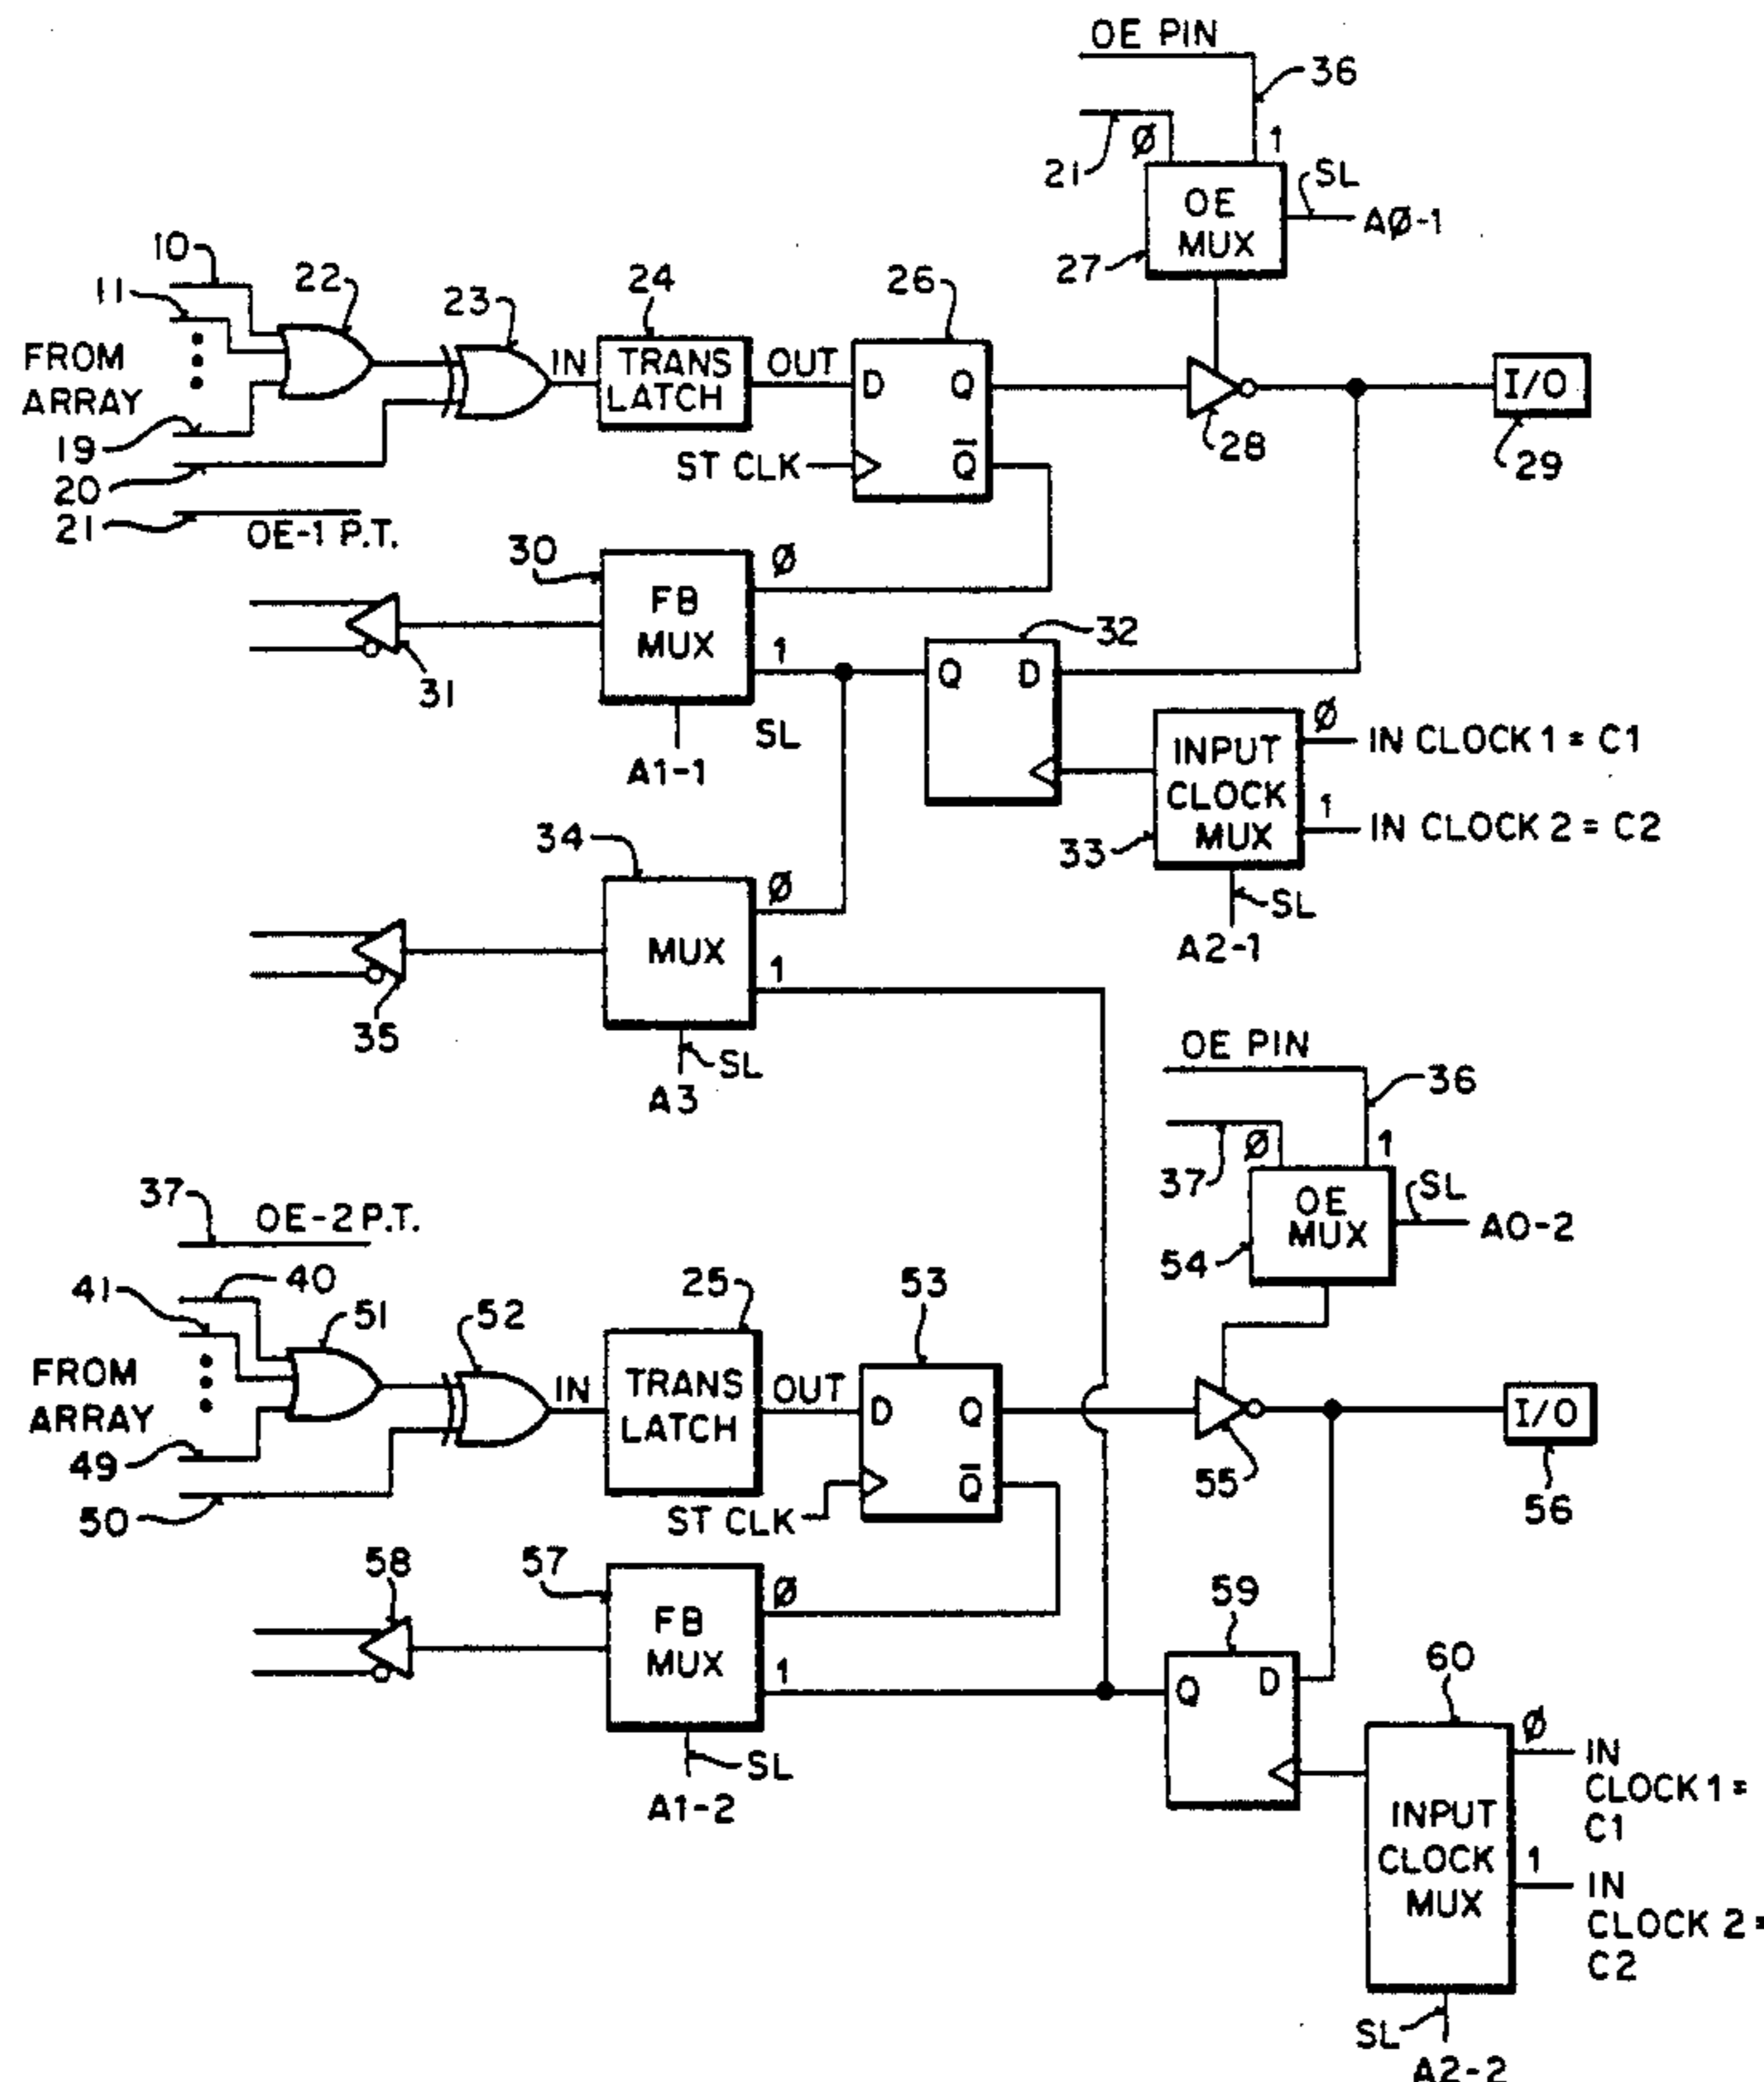 OE PIN
36
21
Ø
1
SL
OE
MUX
AØ-1
27
10
11
22
23
24
26
FROM
ARRAY
IN
TRANS
LATCH
OUT
D
Q
I/O
28
29
19
20
ST CLK
Q̅
21
OE-1 P.T.
30
Ø
FB
MUX
1
31
SL
A1-1
32
Q
D
INPUT
CLOCK
MUX
Ø
IN CLOCK 1 = C1
1
IN CLOCK 2 = C2
33
SL
A2-1
34
Ø
MUX
1
35
SL
A3
OE PIN
36
37
Ø
1
SL
OE
MUX
AO-2
54
37
OE-2 P.T.
41
40
51
52
25
53
FROM
ARRAY
IN
TRANS
LATCH
OUT
D
Q
I/O
49
50
ST CLK
Q̅
55
56
58
57
Ø
FB
MUX
1
SL
A1-2
59
Q
D
60
Ø
IN
CLOCK 1 =
C1
INPUT
CLOCK
MUX
1
IN
CLOCK 2 =
C2
SL
A2-2